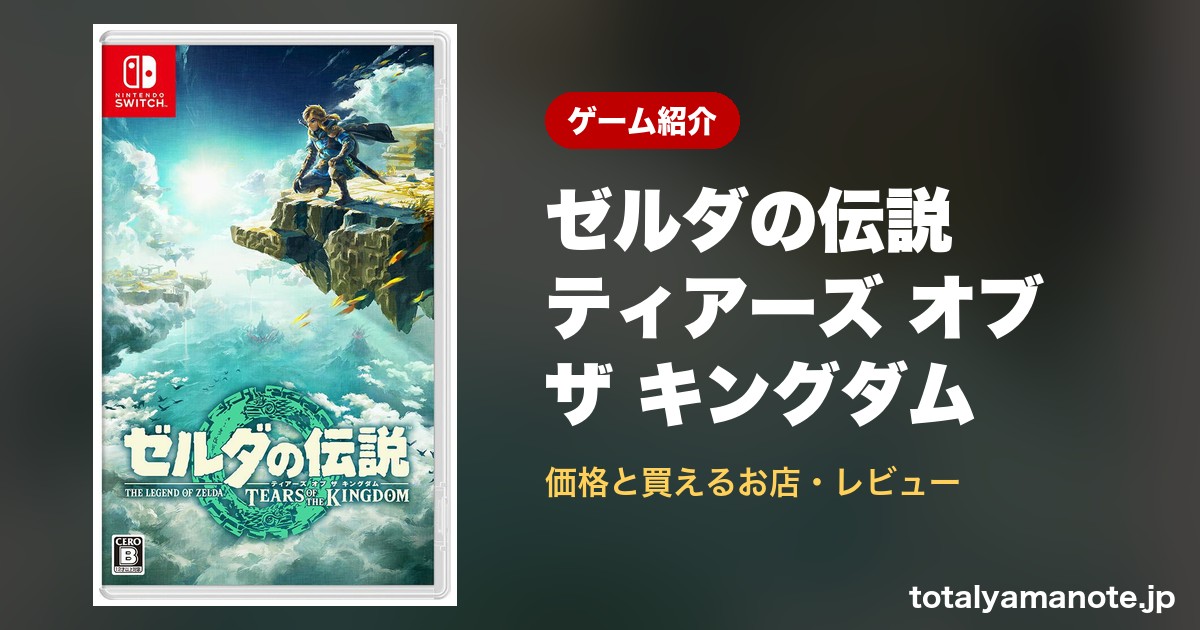 NINTENDO
SWITCH™
ゼルダの伝説
ティアーズ オブ ザ キングダム
THE LEGEND OF ZELDA
TEARS OF THE KINGDOM
CERO
B
ゲーム紹介
ゼルダの伝説
ティアーズ オブ
ザ キングダム
価格と買えるお店・レビュー
totalyamanote.jp